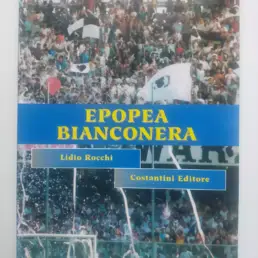 EPOPEA
BIANCONERA
Lidio Rocchi
Costantini Editore